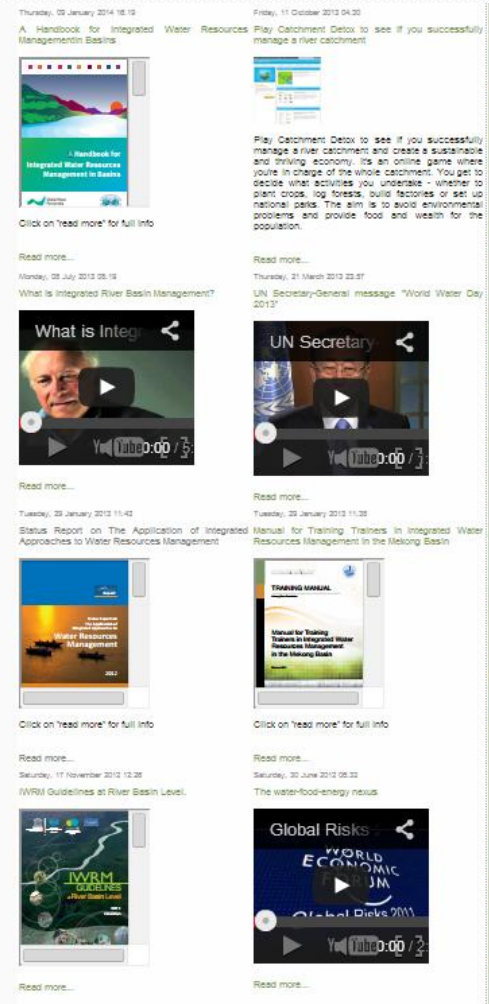 Thursday, 09 January 2014 16.19
A Handbook for Integrated Water Resources
Managementin Basins
A Handbook for
Integrated Water Resources
Management in Basins
Click on "read more" for full info
Read more...
Friday, 11 October 2013 04.30
Play Catchment Detox to see if you successfully
manage a river catchment
Play Catchment Detox to see if you successfully
manage a river catchment and create a sustainable
and thriving economy. It's an online game where
you're in charge of the whole catchment. You get to
decide what activities you undertake - whether to
plant crops, log forests, build factories or set up
national parks. The aim is to avoid environmental
problems and provide food and wealth for the
population.
Read more...
Monday, 08 July 2013 05.19
What is Integrated River Basin Management?
What is Integ
YouTube 0:00 / 5:
Read more...
Thursday, 21 March 2013 23.57
UN Secretary-General message "World Water Day
2013"
UN Secretary-
YouTube 0:00 /
Read more...
Tuesday, 29 January 2013 11:43
Status Report on The Application of Integrated
Approaches to Water Resources Management
Water Resources
Management
2012
Click on "read more" for full info
Read more...
Tuesday, 29 January 2013 11:35
Manual for Training Trainers in Integrated Water
Resources Management in the Mekong Basin
TRAINING MANUAL
Manual for Training
Trainers in Integrated Water
Resources Management
in the Mekong Basin
Click on "read more" for full info
Read more...
Saturday, 17 November 2012 12:28
IWRM Guidelines at River Basin Level.
IWRM
GUIDELINES
at River Basin Level
Read more...
Saturday, 30 June 2012 06.32
The water-food-energy nexus
Global Risks
WORLD
ECONOMIC
FORUM
Global Risks 2011
YouTube 0:00 / 2:
Read more...